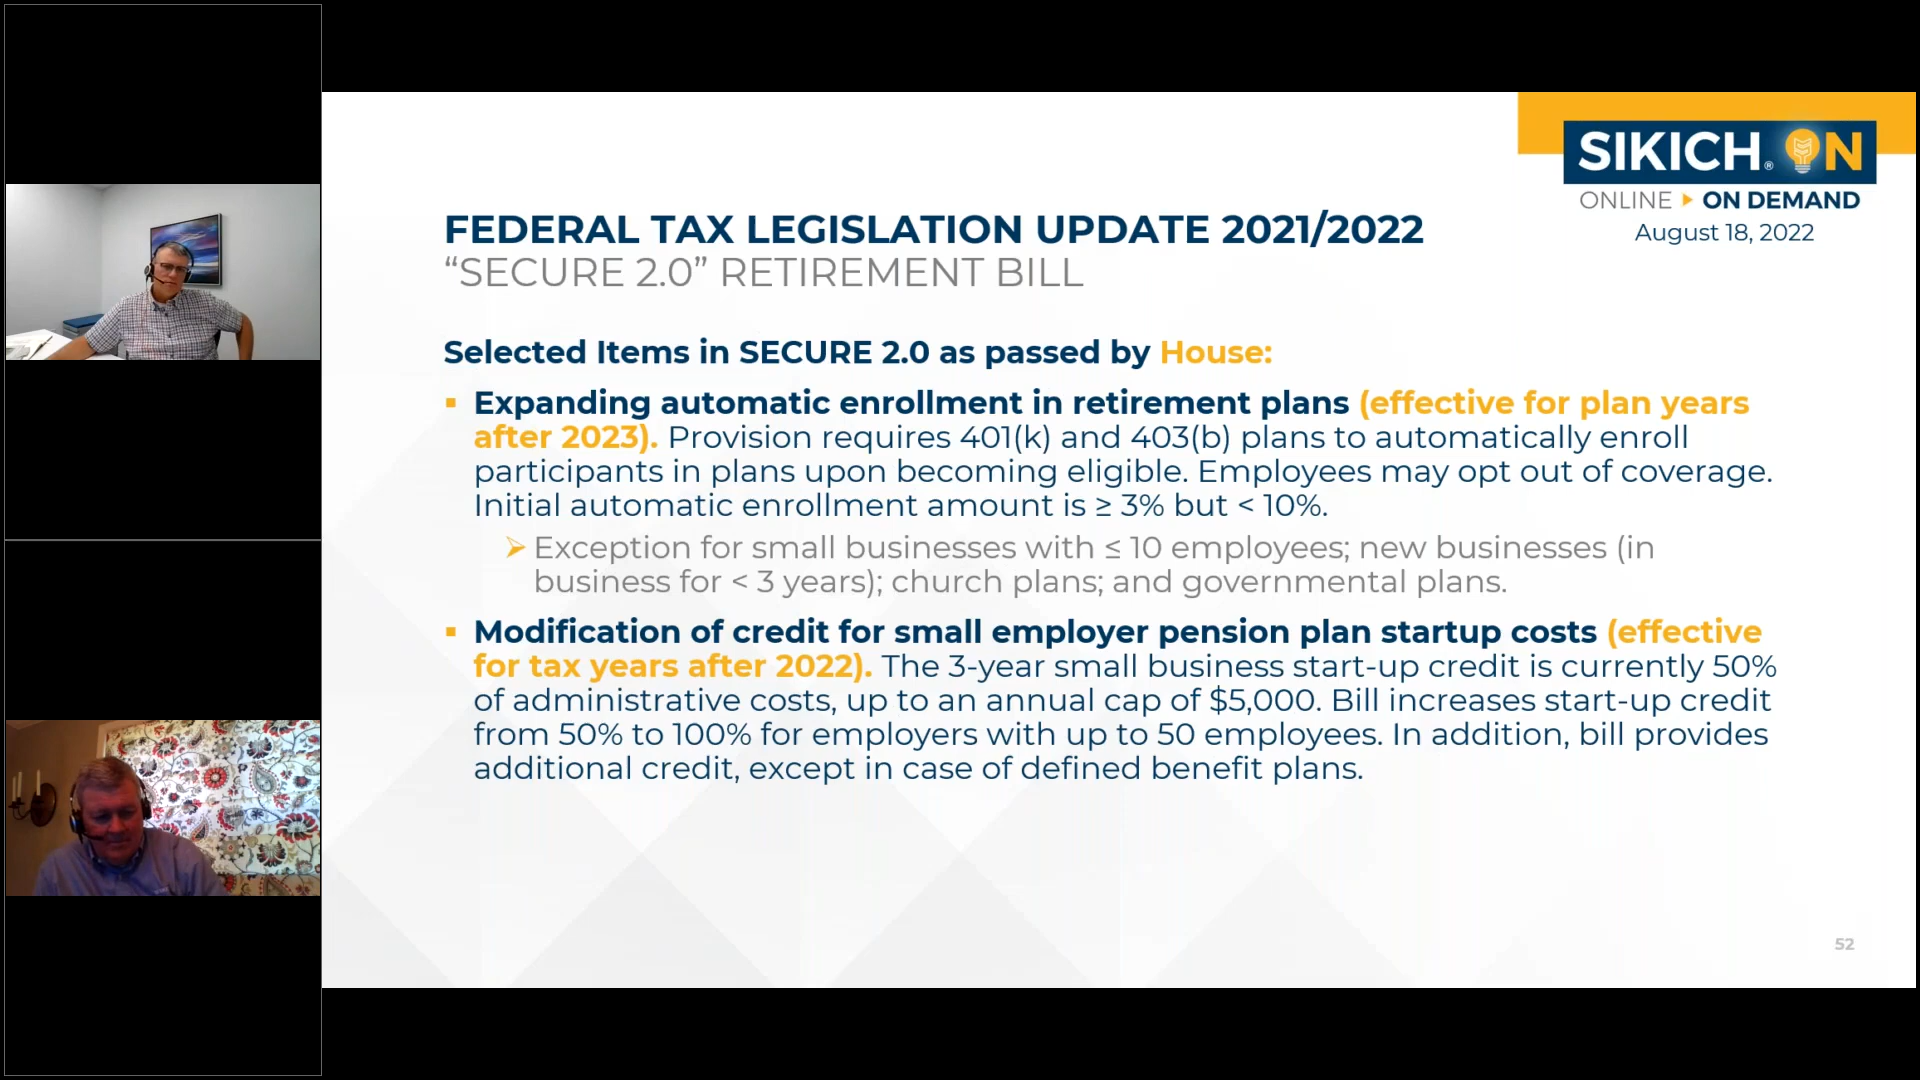 SIKICH® ON
ONLINE ▸ ON DEMAND
August 18, 2022
FEDERAL TAX LEGISLATION UPDATE 2021/2022
“SECURE 2.0” RETIREMENT BILL
Selected Items in SECURE 2.0 as passed by House:
▪ Expanding automatic enrollment in retirement plans (effective for plan years
after 2023). Provision requires 401(k) and 403(b) plans to automatically enroll
participants in plans upon becoming eligible. Employees may opt out of coverage.
Initial automatic enrollment amount is ≥ 3% but < 10%.
➢ Exception for small businesses with ≤ 10 employees; new businesses (in
business for < 3 years); church plans; and governmental plans.
▪ Modification of credit for small employer pension plan startup costs (effective
for tax years after 2022). The 3-year small business start-up credit is currently 50%
of administrative costs, up to an annual cap of $5,000. Bill increases start-up credit
from 50% to 100% for employers with up to 50 employees. In addition, bill provides
additional credit, except in case of defined benefit plans.
52